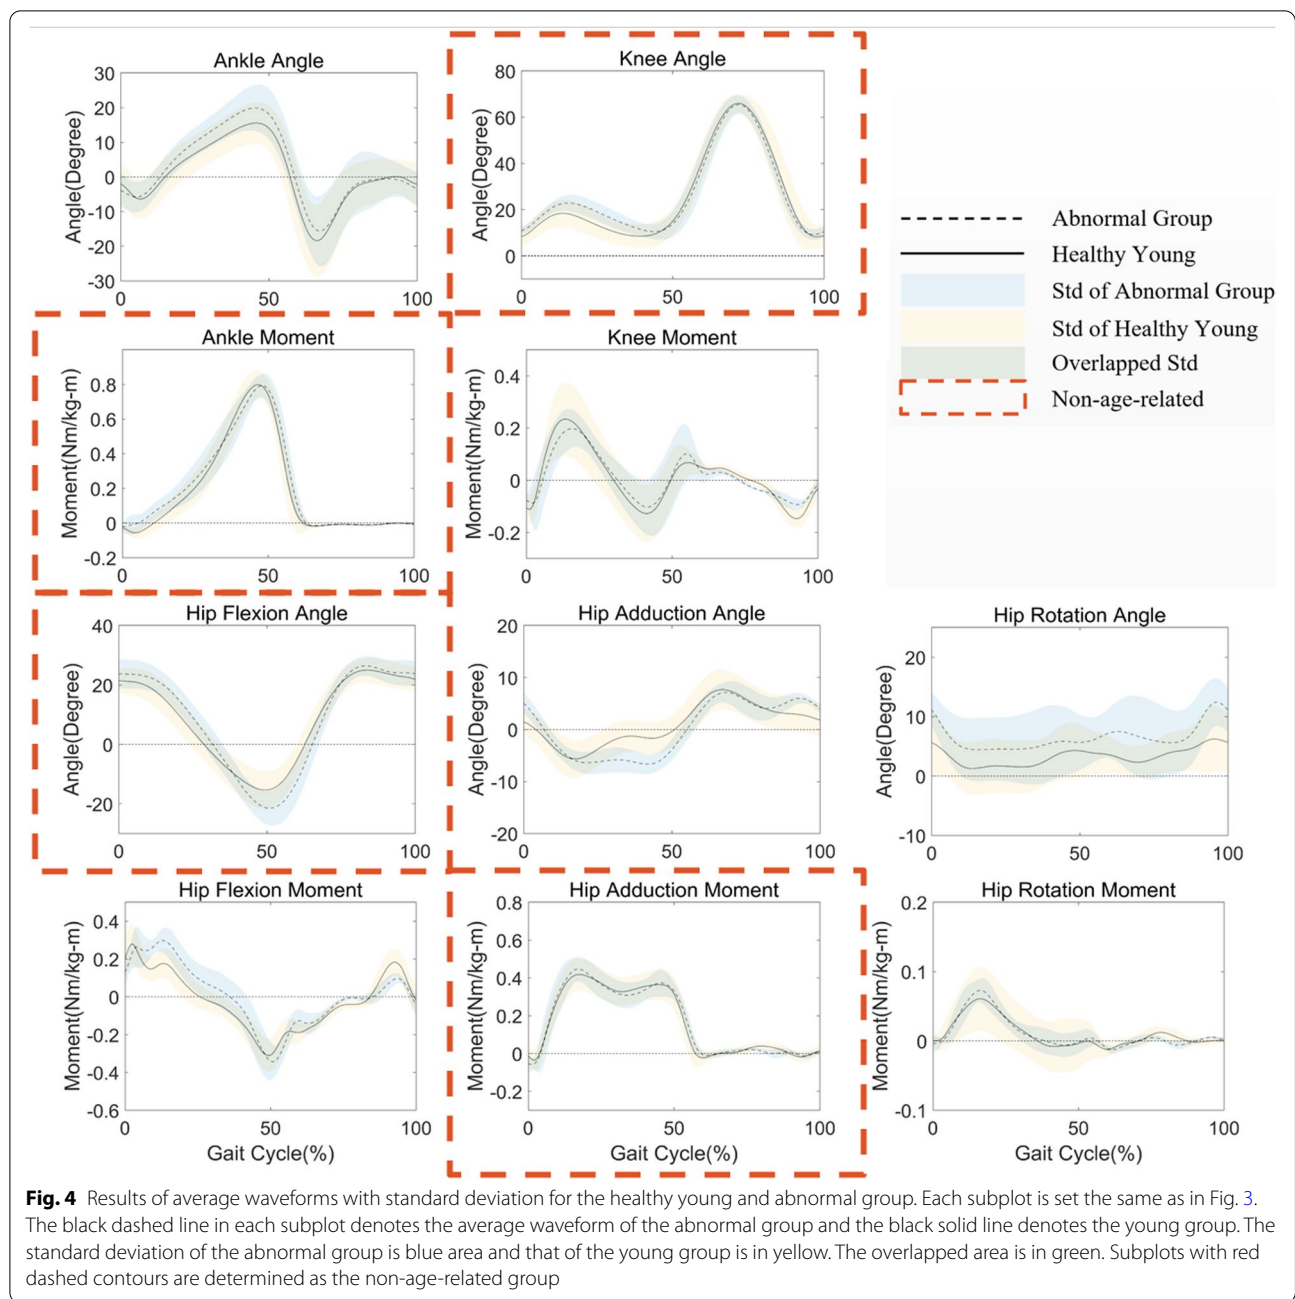 Ankle Angle
Angle(Degree)
30
20
10
0
-10
-20
-30
0
50
100
Knee Angle
Angle(Degree)
80
60
40
20
0
0
50
100
Abnormal Group
Healthy Young
Std of Abnormal Group
Std of Healthy Young
Overlapped Std
Non-age-related
Ankle Moment
Moment(Nm/kg-m)
0.8
0.6
0.4
0.2
0
-0.2
0
50
100
Knee Moment
Moment(Nm/kg-m)
0.4
0.2
0
-0.2
0
50
100
Hip Flexion Angle
Angle(Degree)
40
20
0
-20
0
50
100
Hip Adduction Angle
Angle(Degree)
20
10
0
-10
-20
0
50
100
Hip Rotation Angle
Angle(Degree)
20
10
0
-10
0
50
100
Hip Flexion Moment
Moment(Nm/kg-m)
0.4
0.2
0
-0.2
-0.4
-0.6
0
50
100
Gait Cycle(%)
Hip Adduction Moment
Moment(Nm/kg-m)
0.8
0.6
0.4
0.2
0
-0.2
0
50
100
Gait Cycle(%)
Hip Rotation Moment
Moment(Nm/kg-m)
0.2
0.1
0
-0.1
0
50
100
Gait Cycle(%)
Fig. 4 Results of average waveforms with standard deviation for the healthy young and abnormal group. Each subplot is set the same as in Fig. 3.
The black dashed line in each subplot denotes the average waveform of the abnormal group and the black solid line denotes the young group. The
standard deviation of the abnormal group is blue area and that of the young group is in yellow. The overlapped area is in green. Subplots with red
dashed contours are determined as the non-age-related group